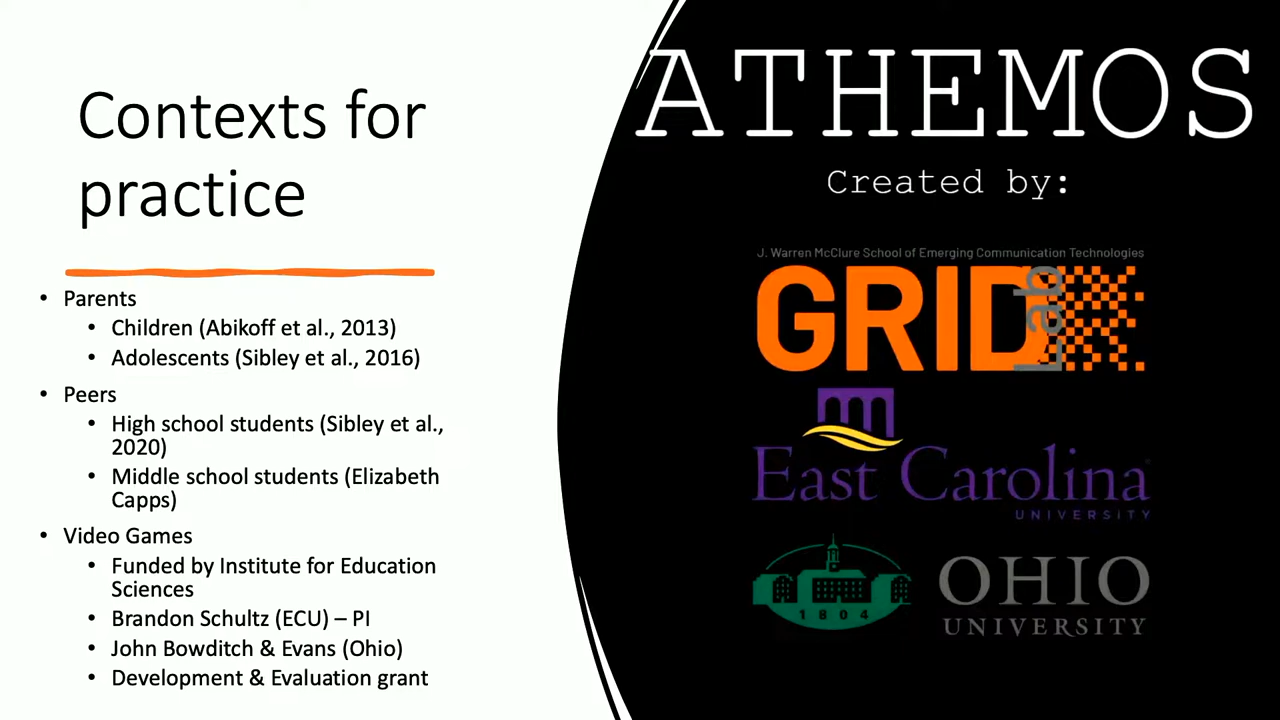 Contexts for
practice
• Parents
• Children (Abikoff et al., 2013)
• Adolescents (Sibley et al., 2016)
• Peers
• High school students (Sibley et al.,
2020)
• Middle school students (Elizabeth
Capps)
• Video Games
• Funded by Institute for Education
Sciences
• Brandon Schultz (ECU) – PI
• John Bowditch & Evans (Ohio)
• Development & Evaluation grant
ATHEMOS
Created by:
J. Warren McClure School of Emerging Communication Technologies
GRID Lab
East Carolina
UNIVERSITY
1804
OHIO
UNIVERSITY